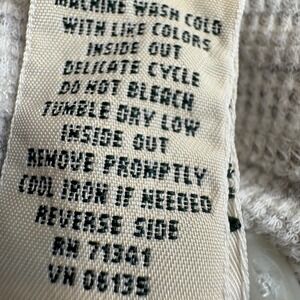 MACHINE WASH COLD
WITH LIKE COLORS
INSIDE OUT
DELICATE CYCLE
DO NOT BLEACH
TUMBLE DRY LOW
INSIDE OUT
REMOVE PROMPTLY
COOL IRON IF NEEDED
REVERSE SIDE
RN 71341
VN 06135